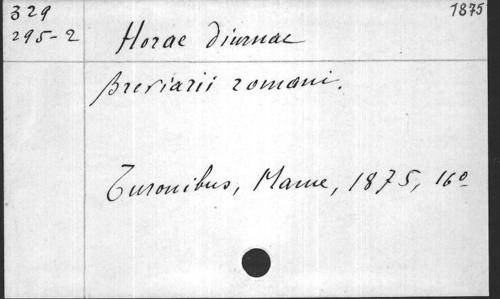 329
295-2
1875
Horae diurnae
Breviarii romani.
Turonibus, Mame, 1875, 16°